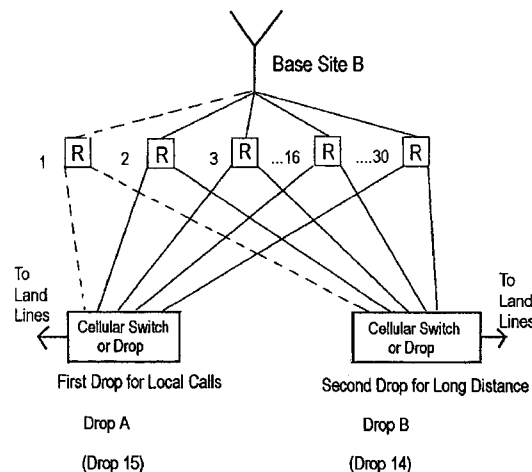 Base Site B
1 R 2 R 3 R ...16 R ....30 R
To
Land
Lines
Cellular Switch
or Drop
Cellular Switch
or Drop
To
Land
Lines
First Drop for Local Calls
Second Drop for Long Distance
Drop A
Drop B
(Drop 15)
(Drop 14)